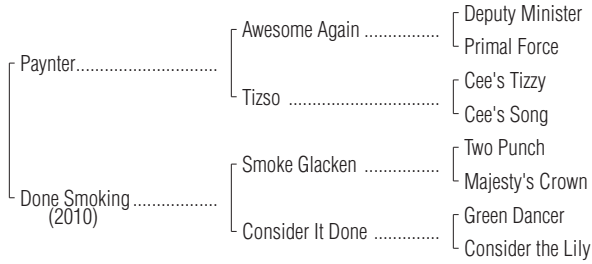 Deputy Minister
Awesome Again ..................
Primal Force
Paynter.............................
Cee's Tizzy
Tizso ....................................
Cee's Song
Two Punch
Smoke Glacken ..................
Majesty's Crown
Done Smoking.................
(2010)
Green Dancer
Consider It Done ...............
Consider the Lily